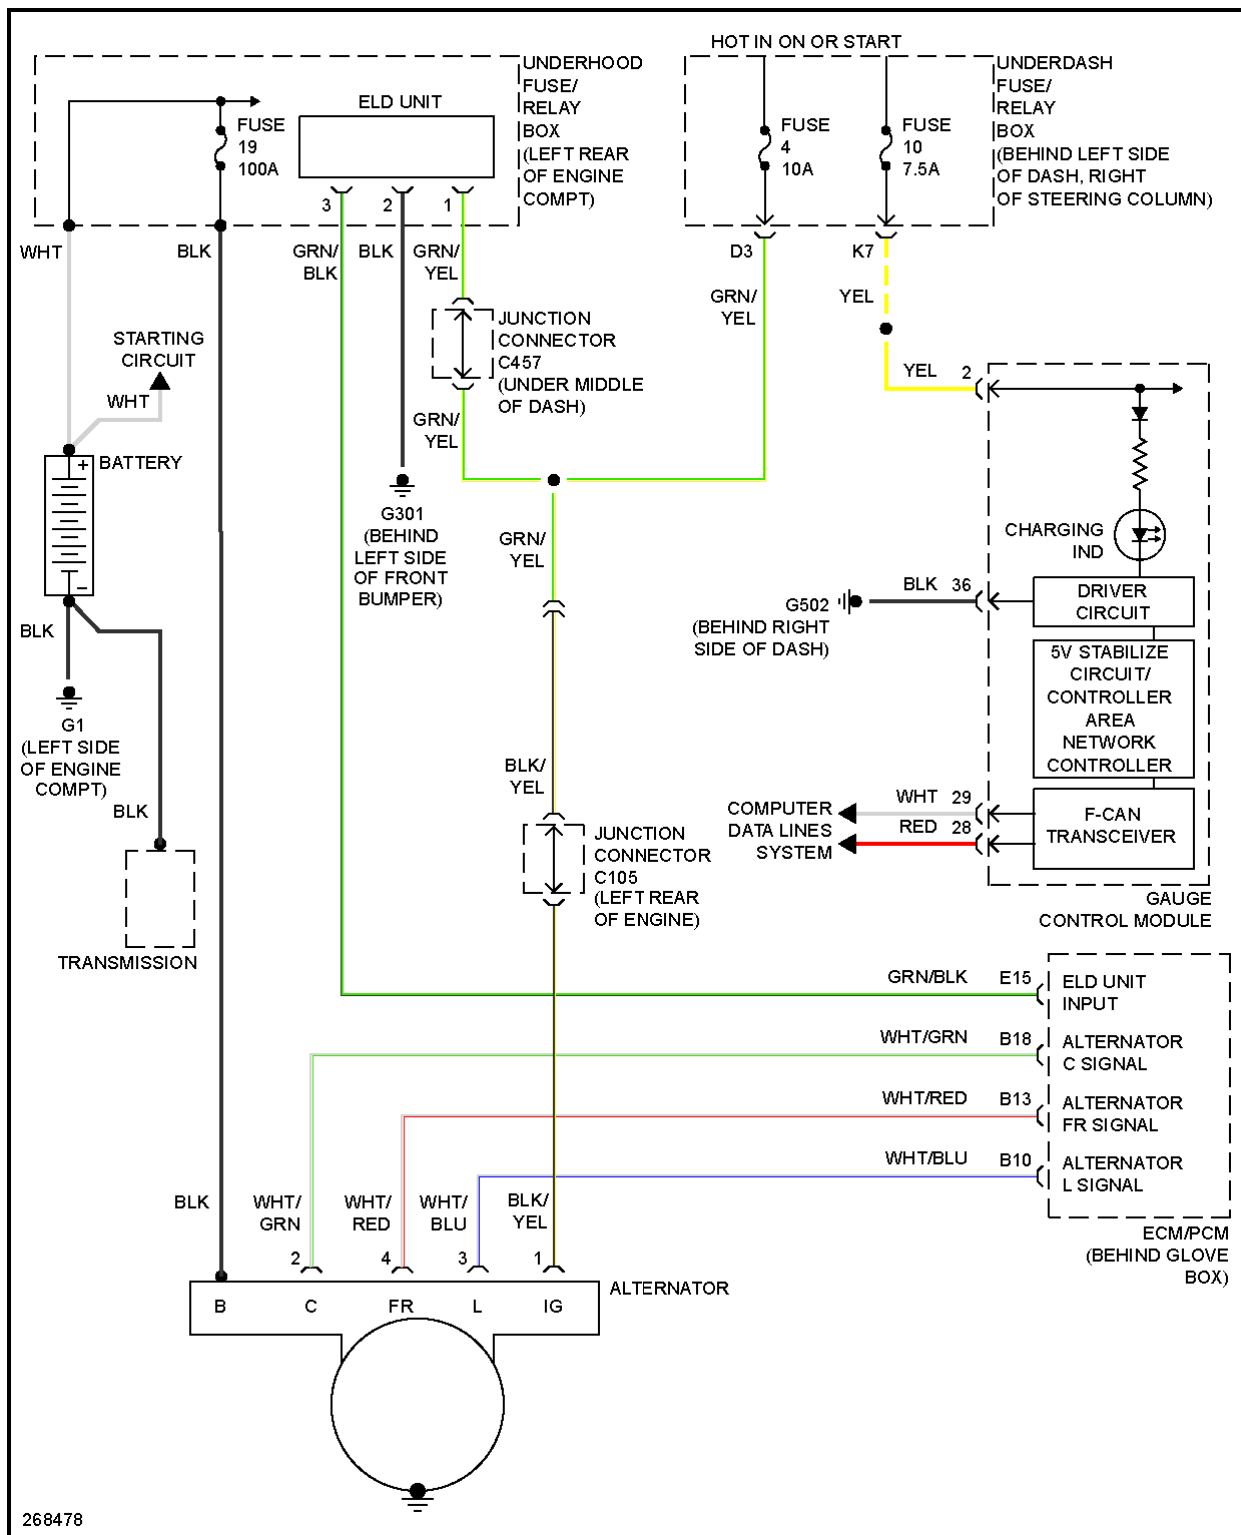 HOT IN ON OR START
UNDERHOOD
FUSE/
RELAY
BOX
(LEFT REAR
OF ENGINE
COMPT)
ELD UNIT
FUSE
19
100A
3
2
1
UNDERDASH
FUSE/
RELAY
BOX
(BEHIND LEFT SIDE
OF DASH, RIGHT
OF STEERING COLUMN)
FUSE
4
10A
FUSE
10
7.5A
WHT
BLK
GRN/
BLK
BLK
GRN/
YEL
D3
K7
GRN/
YEL
YEL
JUNCTION
CONNECTOR
C457
(UNDER MIDDLE
OF DASH)
STARTING
CIRCUIT
WHT
YEL
2
GRN/
YEL
+
BATTERY
–
G301
(BEHIND
LEFT SIDE
OF FRONT
BUMPER)
GRN/
YEL
CHARGING
IND
BLK
36
DRIVER
CIRCUIT
G502
(BEHIND RIGHT
SIDE OF DASH)
BLK
5V STABILIZE
CIRCUIT/
CONTROLLER
AREA
NETWORK
CONTROLLER
G1
(LEFT SIDE
OF ENGINE
COMPT)
BLK
BLK/
YEL
WHT
29
RED
28
COMPUTER
DATA LINES
SYSTEM
F-CAN
TRANSCEIVER
JUNCTION
CONNECTOR
C105
(LEFT REAR
OF ENGINE)
GAUGE
CONTROL MODULE
TRANSMISSION
GRN/BLK
E15
ELD UNIT
INPUT
WHT/GRN
B18
ALTERNATOR
C SIGNAL
WHT/RED
B13
ALTERNATOR
FR SIGNAL
WHT/BLU
B10
ALTERNATOR
L SIGNAL
ECM/PCM
(BEHIND GLOVE
BOX)
BLK
WHT/
GRN
WHT/
RED
WHT/
BLU
BLK/
YEL
2
4
3
1
ALTERNATOR
B
C
FR
L
IG
268478